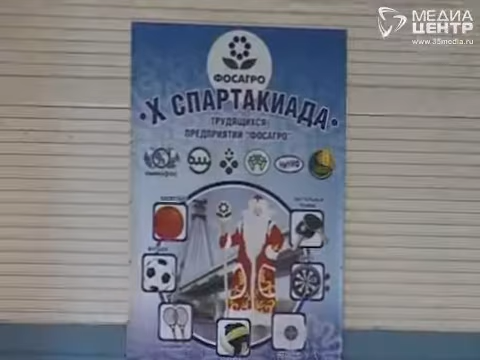 МЕДИА
ЦЕНТР
www.35media.ru
ФОСАГРО
· X СПАРТАКИАДА ·
ТРУДЯЩИХСЯ
ПРЕДПРИЯТИЙ "ФОСАГРО"